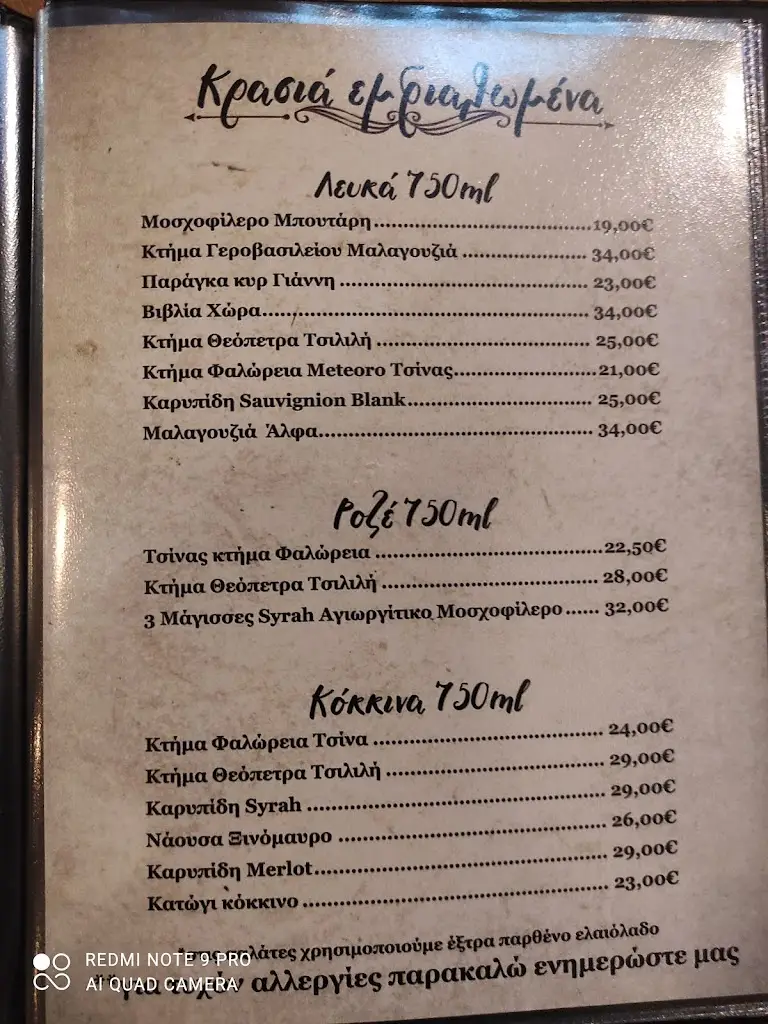 Κρασιά εμφιαλωμένα
Λευκά 750ml
Μοσχοφίλερο Μπουτάρη....................................19,00€
Κτήμα Γεροβασιλείου Μαλαγουζιά ..................... 34,00€
Παράγκα κυρ Γιάννη .......................................... 23,00€
Βιβλία Χώρα....................................................... 34,00€
Κτήμα Θεόπετρα Τσιλιλή .................................... 25,00€
Κτήμα Φαλώρεια Meteoro Τσίνας........................21,00€
Καρυπίδη Sauvignion Blank............................... 25,00€
Μαλαγουζιά Άλφα.............................................. 34,00€
Ροζέ 750ml
Τσίνας κτήμα Φαλώρεια ......................................22,50€
Κτήμα Θεόπετρα Τσιλιλή .................................... 28,00€
3 Μάγισσες Syrah Αγιωργίτικο Μοσχοφίλερο...... 32,00€
Κόκκινα 750ml
Κτήμα Φαλώρεια Τσίνα ....................................... 24,00€
Κτήμα Θεόπετρα Τσιλιλή ..................................... 29,00€
Καρυπίδη Syrah .................................................. 29,00€
Νάουσα Ξινόμαυρο ............................................. 26,00€
Καρυπίδη Merlot................................................. 29,00€
Κατώγι κόκκινο ................................................... 23,00€
σαλάτες χρησιμοποιούμε έξτρα παρθένο ελαιόλαδο
**για τυχόν αλλεργίες παρακαλώ ενημερώστε μας
REDMI NOTE 9 PRO
AI QUAD CAMERA